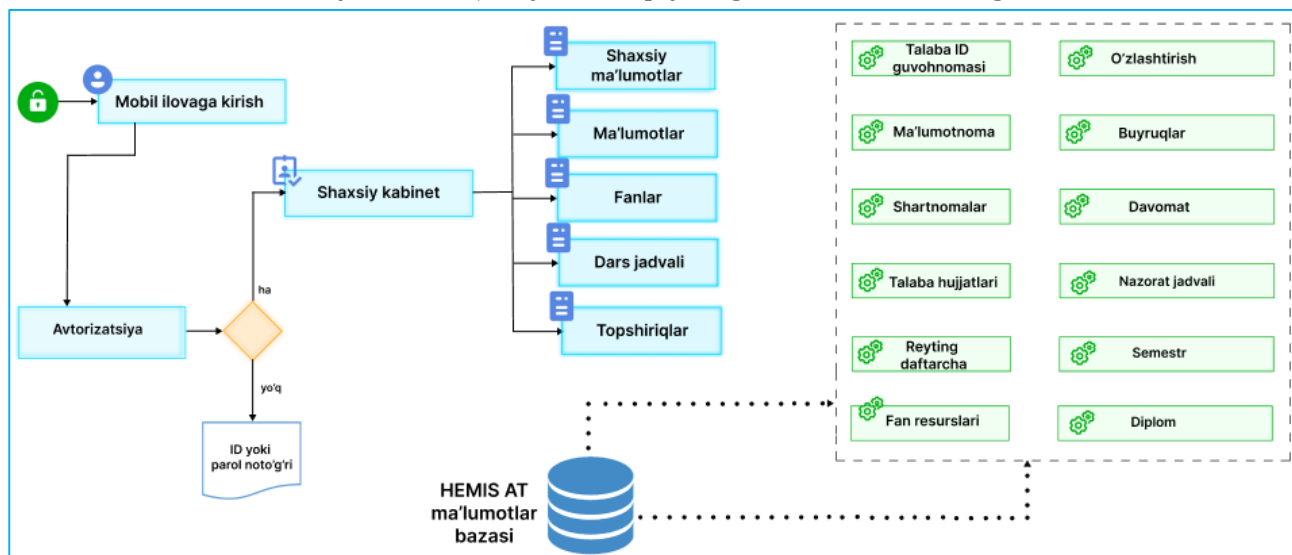 Mobil ilovaga kirish
Avtorizatsiya
ha
yo'q
ID yoki
parol noto'g'ri
Shaxsiy kabinet
Shaxsiy
ma'lumotlar
Ma'lumotlar
Fanlar
Dars jadvali
Topshiriqlar
HEMIS AT
ma'lumotlar
bazasi
Talaba ID
guvohnomasi
O'zlashtirish
Ma'lumotnoma
Buyruqlar
Shartnomalar
Davomat
Talaba hujjatlari
Nazorat jadvali
Reyting
daftarcha
Semestr
Fan resurslari
Diplom